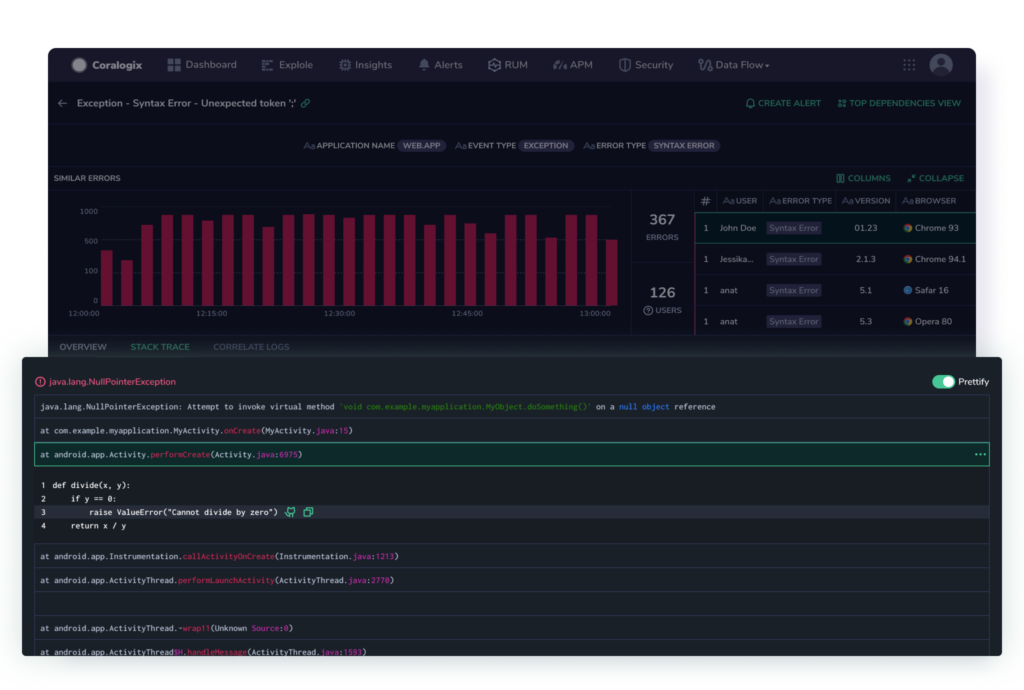 Coralogix Dashboard Explole Insights Alerts RUM APM Security Data Flow
← Exception - Syntax Error - Unexpected token ';' CREATE ALERT TOP DEPENDENCIES VIEW
Aa APPLICATION NAME WEB.APP Aa EVENT TYPE EXCEPTION Aa ERROR TYPE SYNTAX ERROR
SIMILAR ERRORS COLUMNS COLLAPSE
1000
500
100
0
12:00:00 12:15:00 12:30:00 12:45:00 13:00:00
367
ERRORS
126
USERS
# Aa USER Aa ERROR TYPE Aa VERSION Aa BROWSER
1 John Doe Syntax Error 01.23 Chrome 93
1 Jessika... Syntax Error 2.1.3 Chrome 94.1
1 anat Syntax Error 5.1 Safar 16
1 anat Syntax Error 5.3 Opera 80
OVERVIEW STACK TRACE CORRELATE LOGS
java.lang.NullPointerException Prettify
java.lang.NullPointerException: Attempt to invoke virtual method 'void com.example.myapplication.MyObject.doSomething()' on a null object reference
at com.example.myapplication.MyActivity.onCreate(MyActivity.java:15)
at android.app.Activity.performCreate(Activity.java:6975) ...
1 def divide(x, y):
2 if y == 0:
3 raise ValueError("Cannot divide by zero")
4 return x / y
at android.app.Instrumentation.callActivityOnCreate(Instrumentation.java:1213)
at android.app.ActivityThread.performLaunchActivity(ActivityThread.java:2770)
at android.app.ActivityThread.-wrap11(Unknown Source:0)
at android.app.ActivityThread$H.handleMessage(ActivityThread.java:1593)